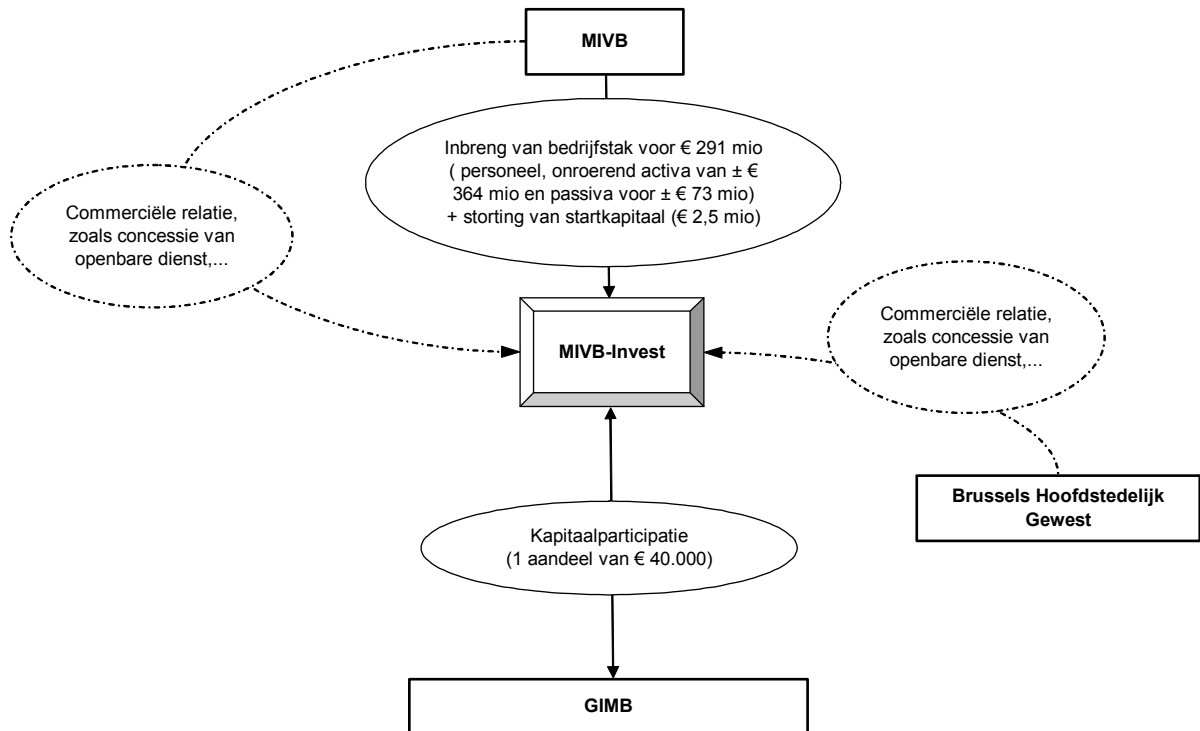 MIVB
Inbreng van bedrijfstak voor € 291 mio
( personeel, onroerend activa van ± €
364 mio en passiva voor ± € 73 mio)
+ storting van startkapitaal (€ 2,5 mio)
Commerciële relatie,
zoals concessie van
openbare dienst,...
Commerciële relatie,
zoals concessie van
openbare dienst,...
MIVB-Invest
Brussels Hoofdstedelijk
Gewest
Kapitaalparticipatie
(1 aandeel van € 40.000)
GIMB